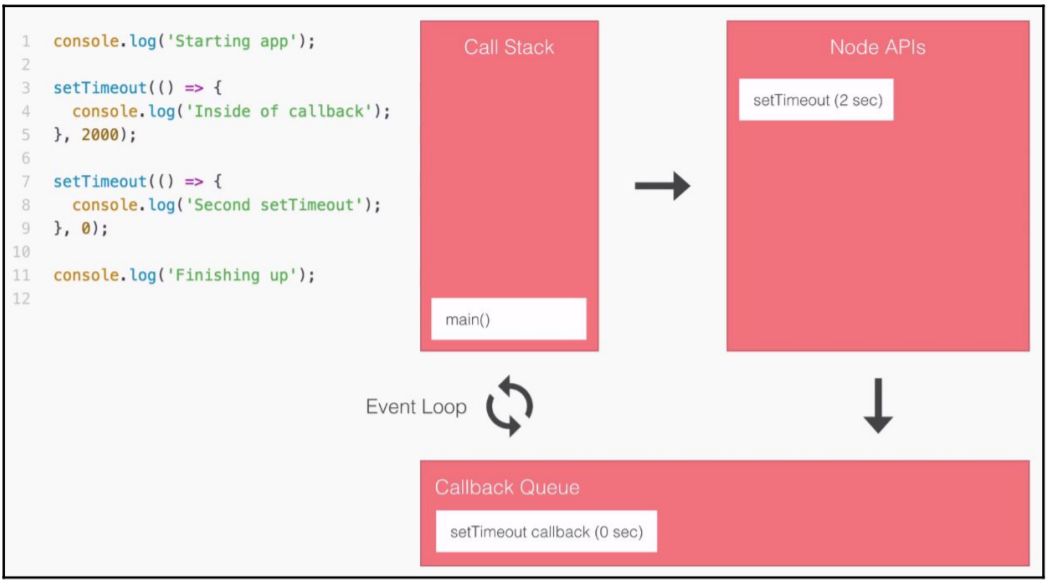 1 console.log('Starting app');
2
3 setTimeout(() => {
4   console.log('Inside of callback');
5 }, 2000);
6
7 setTimeout(() => {
8   console.log('Second setTimeout');
9 }, 0);
10
11 console.log('Finishing up');
12
Call Stack
main()
Node APIs
setTimeout (2 sec)
Event Loop
Callback Queue
setTimeout callback (0 sec)